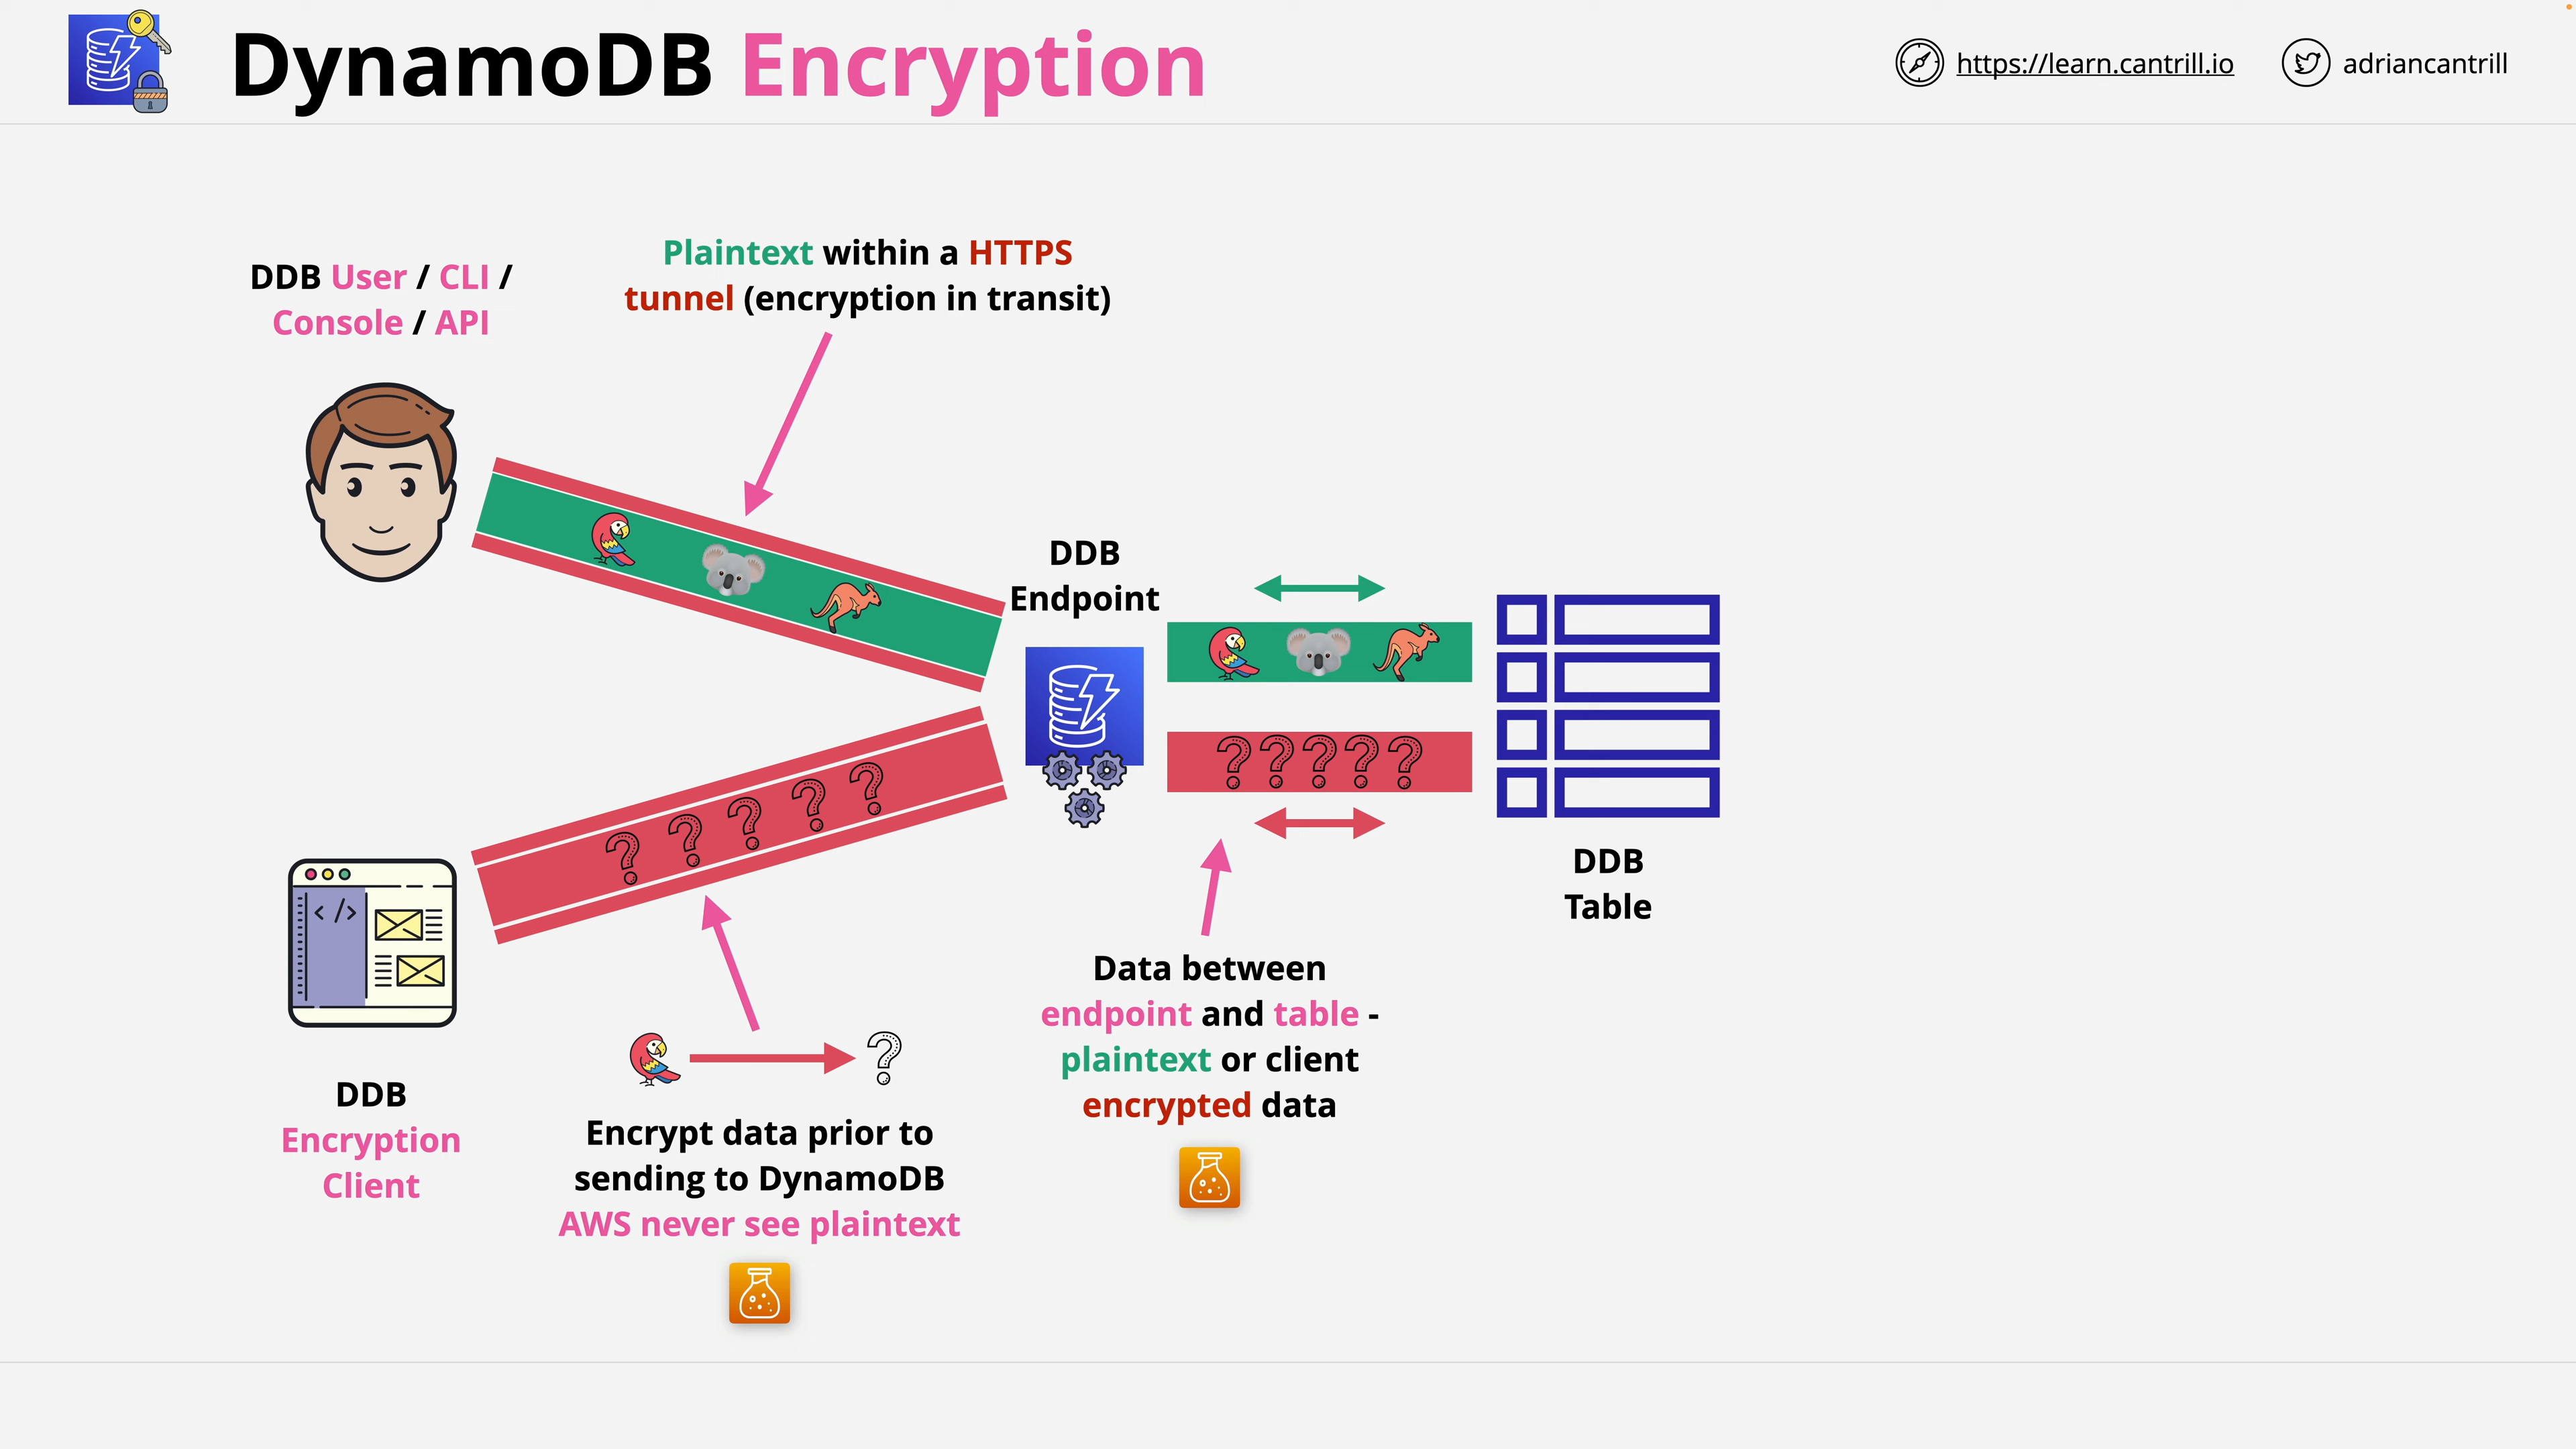 DynamoDB Encryption
https://learn.cantrill.io
adriancantrill
DDB User / CLI /
Console / API
Plaintext within a HTTPS
tunnel (encryption in transit)
DDB
Endpoint
? ? ? ? ?
?????
DDB
Table
</>
DDB
Encryption
Client
?
Encrypt data prior to
sending to DynamoDB
AWS never see plaintext
Data between
endpoint and table -
plaintext or client
encrypted data